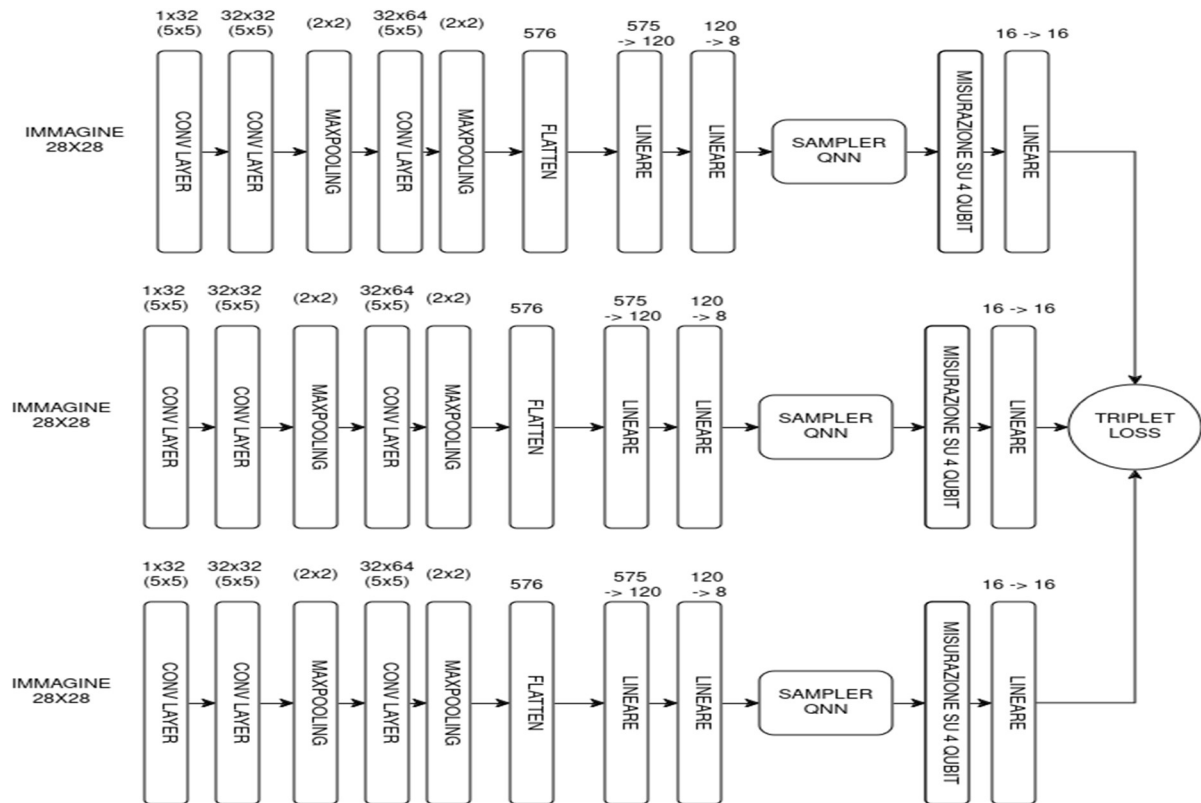 1x32
(5x5)
32x32
(5x5)
(2x2)
32x64
(5x5)
(2x2)
576
575
-> 120
120
-> 8
16 -> 16
IMMAGINE
28X28
CONV LAYER
CONV LAYER
MAXPOOLING
CONV LAYER
MAXPOOLING
FLATTEN
LINEARE
LINEARE
SAMPLER
QNN
MISURAZIONE SU 4 QUBIT
LINEARE
1x32
(5x5)
32x32
(5x5)
(2x2)
32x64
(5x5)
(2x2)
576
575
-> 120
120
-> 8
16 -> 16
IMMAGINE
28X28
CONV LAYER
CONV LAYER
MAXPOOLING
CONV LAYER
MAXPOOLING
FLATTEN
LINEARE
LINEARE
SAMPLER
QNN
MISURAZIONE SU 4 QUBIT
LINEARE
TRIPLET
LOSS
1x32
(5x5)
32x32
(5x5)
(2x2)
32x64
(5x5)
(2x2)
576
575
-> 120
120
-> 8
16 -> 16
IMMAGINE
28X28
CONV LAYER
CONV LAYER
MAXPOOLING
CONV LAYER
MAXPOOLING
FLATTEN
LINEARE
LINEARE
SAMPLER
QNN
MISURAZIONE SU 4 QUBIT
LINEARE